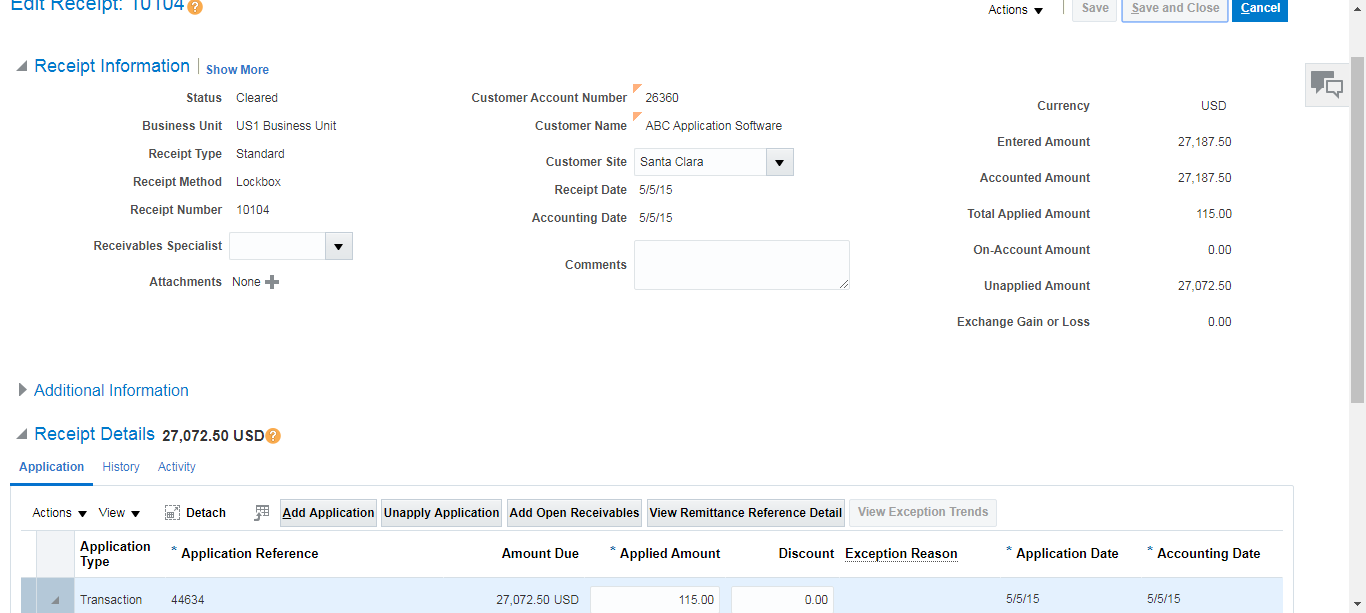 Edit Receipt: 10104 ?
Actions Save Save and Close Cancel
Receipt Information Show More
Status Cleared
Business Unit US1 Business Unit
Receipt Type Standard
Receipt Method Lockbox
Receipt Number 10104
Receivables Specialist
Attachments None
Customer Account Number 26360
Customer Name ABC Application Software
Customer Site Santa Clara
Receipt Date 5/5/15
Accounting Date 5/5/15
Comments
Currency USD
Entered Amount 27,187.50
Accounted Amount 27,187.50
Total Applied Amount 115.00
On-Account Amount 0.00
Unapplied Amount 27,072.50
Exchange Gain or Loss 0.00
Additional Information
Receipt Details 27,072.50 USD ?
Application History Activity
Actions View Detach Add Application Unapply Application Add Open Receivables View Remittance Reference Detail View Exception Trends
Application Type * Application Reference Amount Due * Applied Amount Discount Exception Reason * Application Date * Accounting Date
Transaction 44634 27,072.50 USD 115.00 0.00 5/5/15 5/5/15